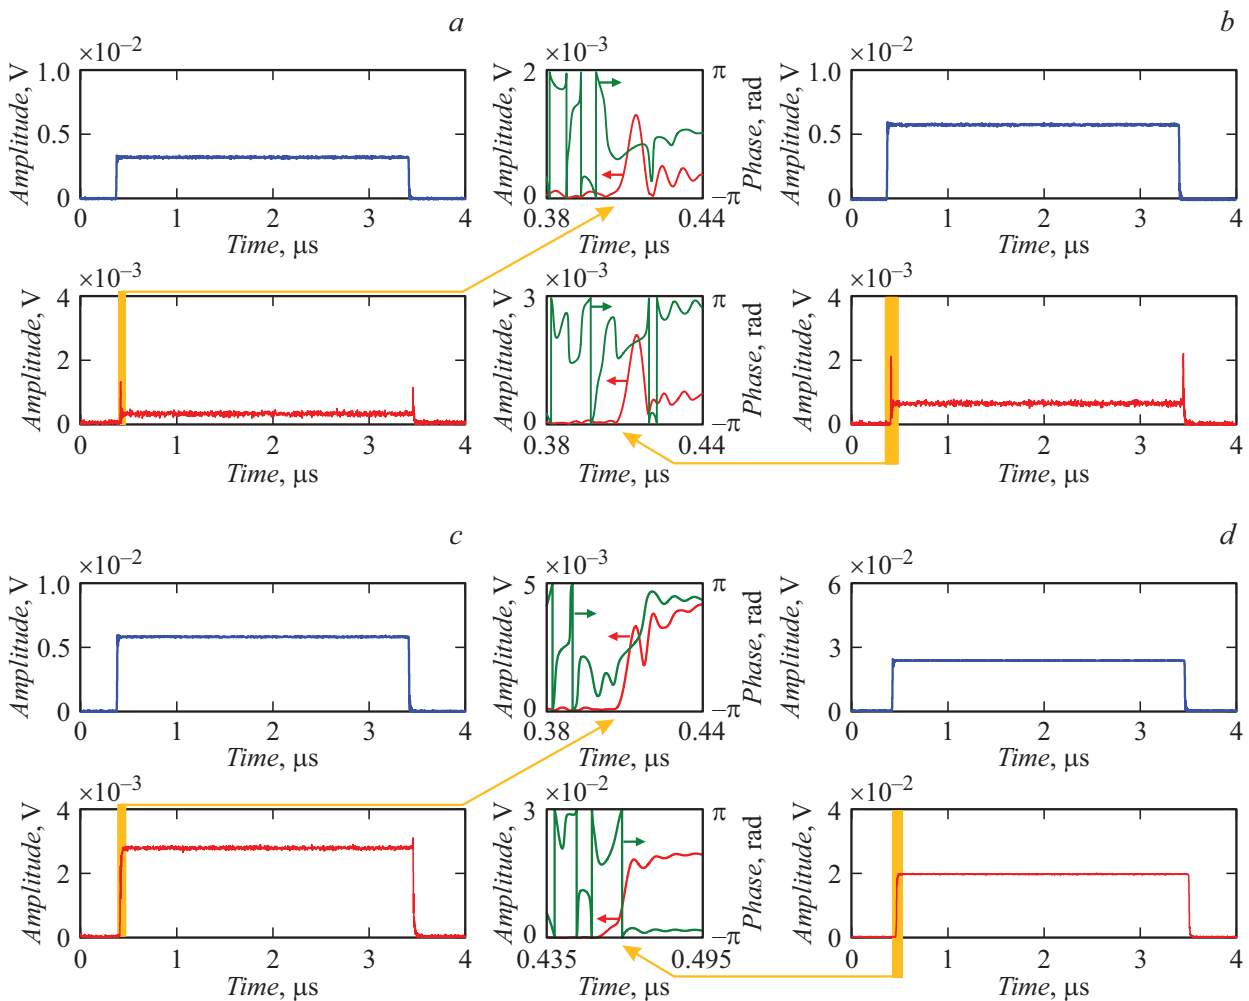 a
×10⁻²
Amplitude, V
1.0
0.5
0
0 1 2 3 4
Time, μs
×10⁻³
Amplitude, V
2
1
0
π
−π
Phase, rad
0.38 0.44
Time, μs
b
×10⁻²
Amplitude, V
1.0
0.5
0
0 1 2 3 4
Time, μs
×10⁻³
Amplitude, V
4
2
0
0 1 2 3 4
Time, μs
×10⁻³
Amplitude, V
3
0
π
−π
Phase, rad
0.38 0.44
Time, μs
×10⁻³
Amplitude, V
4
2
0
0 1 2 3 4
Time, μs
c
×10⁻²
Amplitude, V
1.0
0.5
0
0 1 2 3 4
Time, μs
×10⁻³
Amplitude, V
5
0
π
−π
Phase, rad
0.38 0.44
Time, μs
d
×10⁻²
Amplitude, V
6
3
0
0 1 2 3 4
Time, μs
×10⁻³
Amplitude, V
4
2
0
0 1 2 3 4
Time, μs
×10⁻²
Amplitude, V
3
0
π
−π
Phase, rad
0.435 0.495
Time, μs
×10⁻²
Amplitude, V
4
2
0
0 1 2 3 4
Time, μs